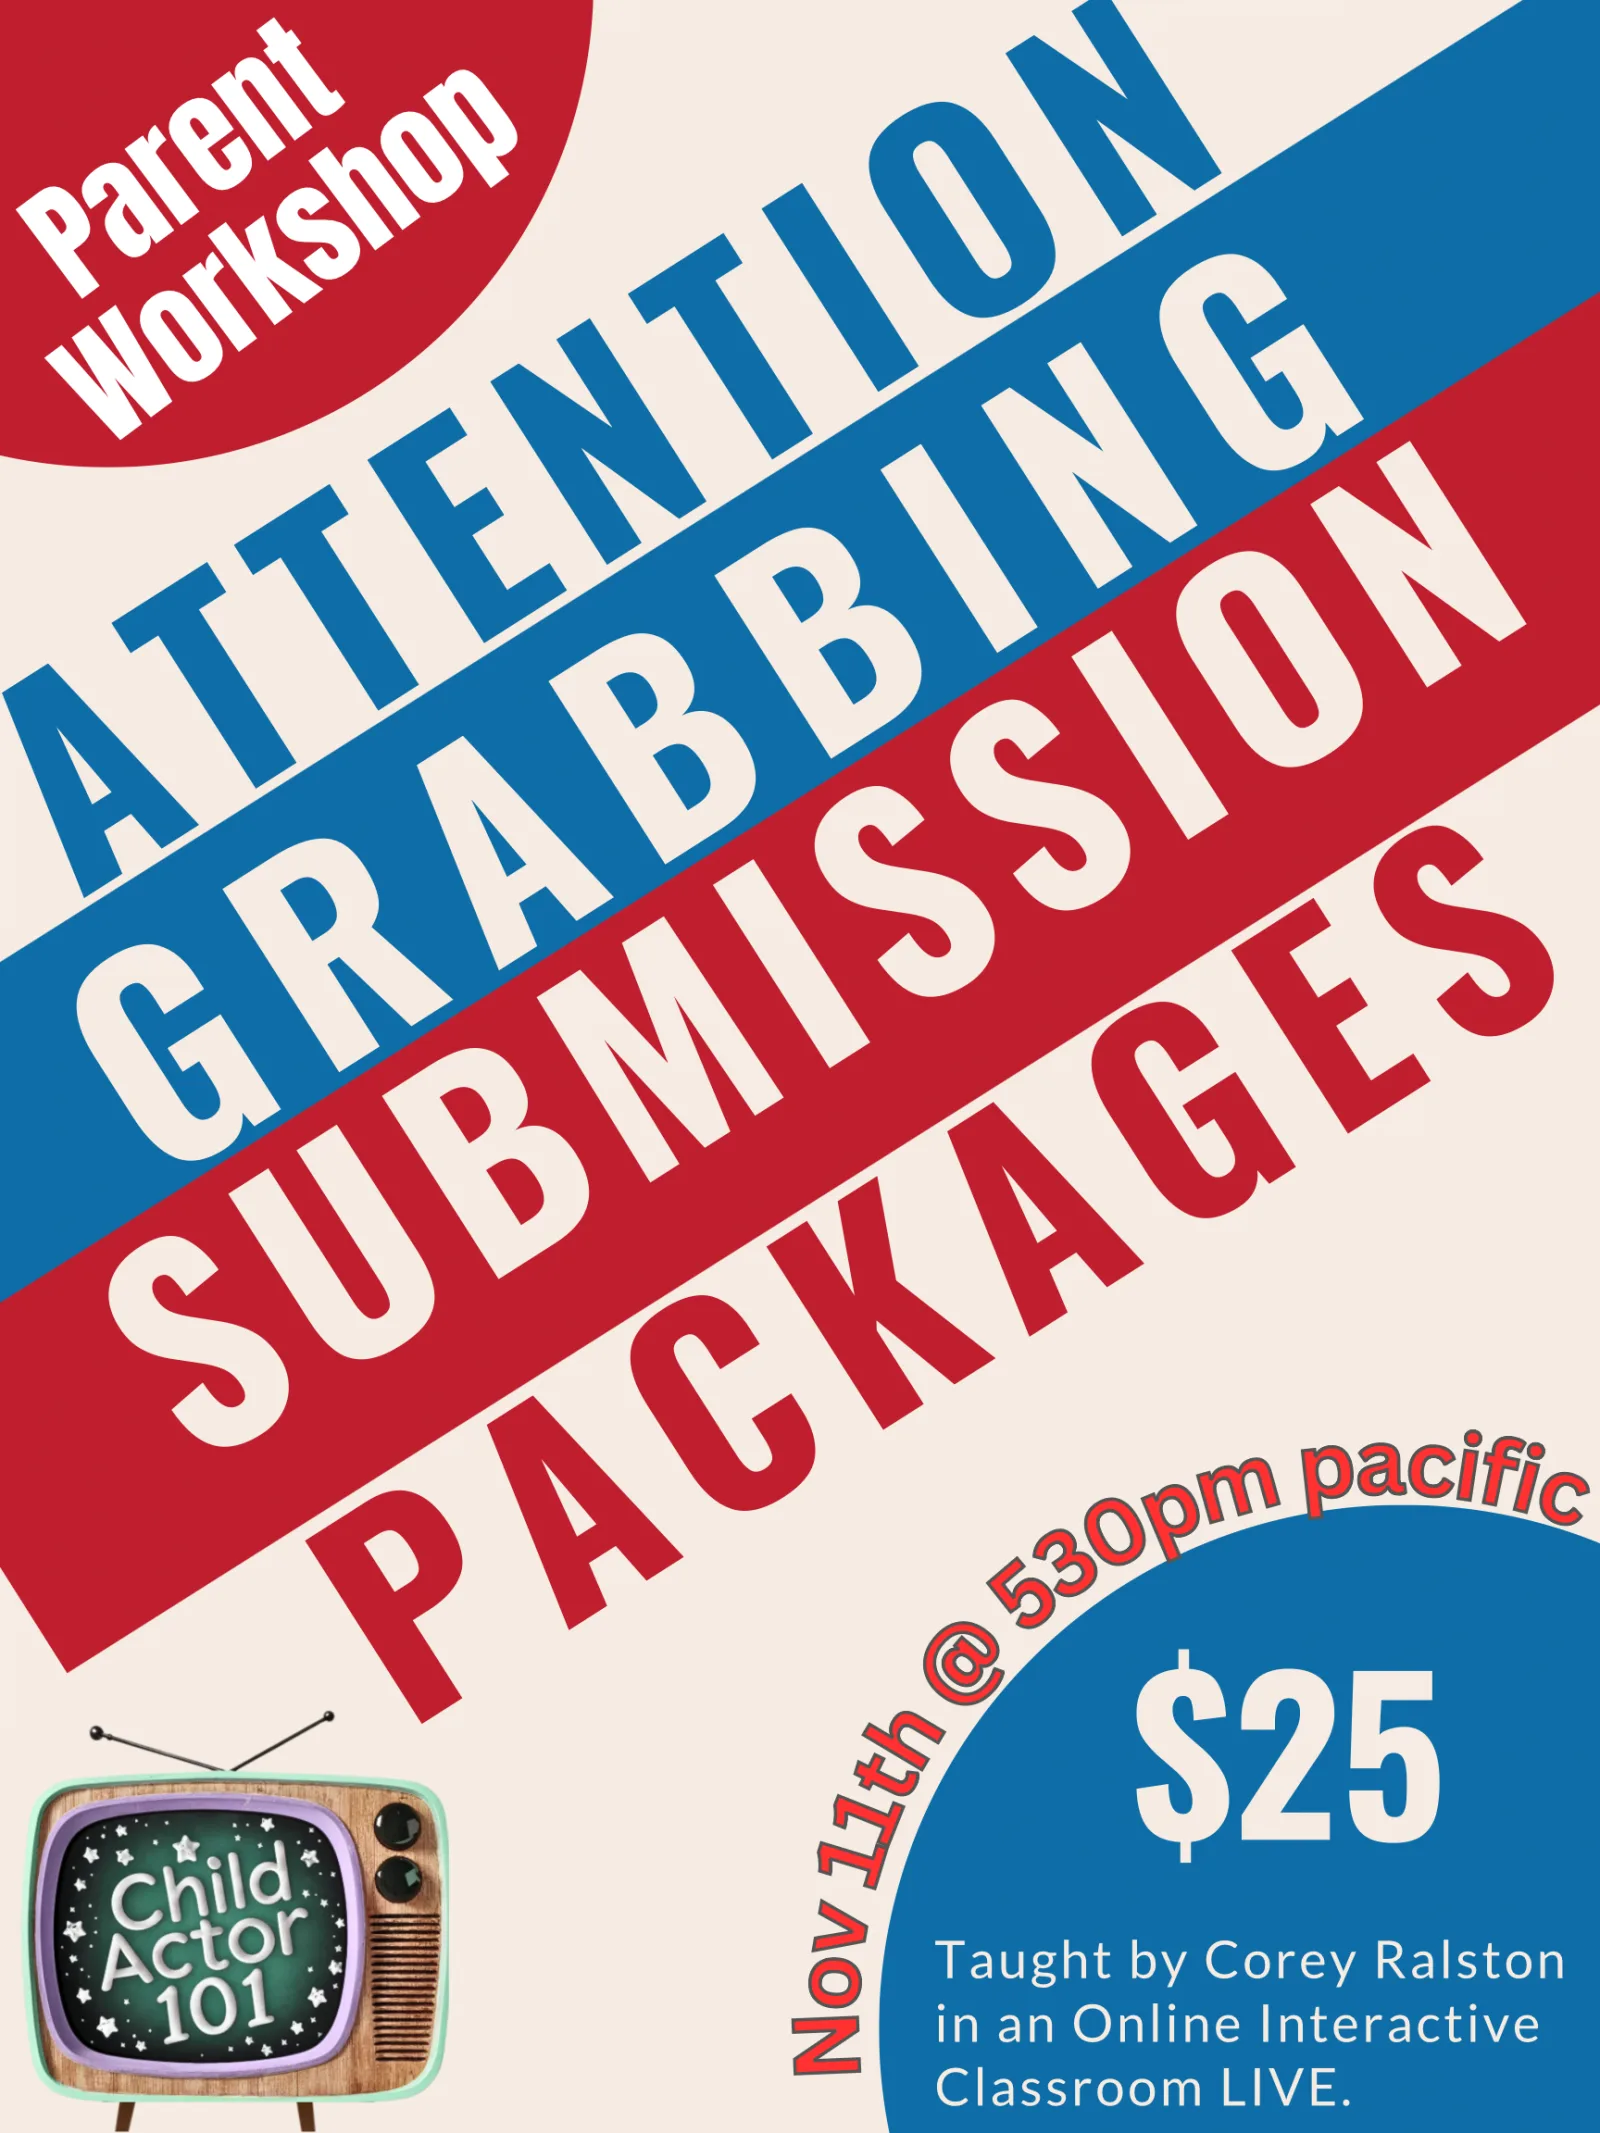 Parent
Workshop
ATTENTION
GRABBING
SUBMISSION
PACKAGES
Nov 11th @ 530pm pacific
$25
Taught by Corey Ralston
in an Online Interactive
Classroom LIVE.
Child
Actor
101